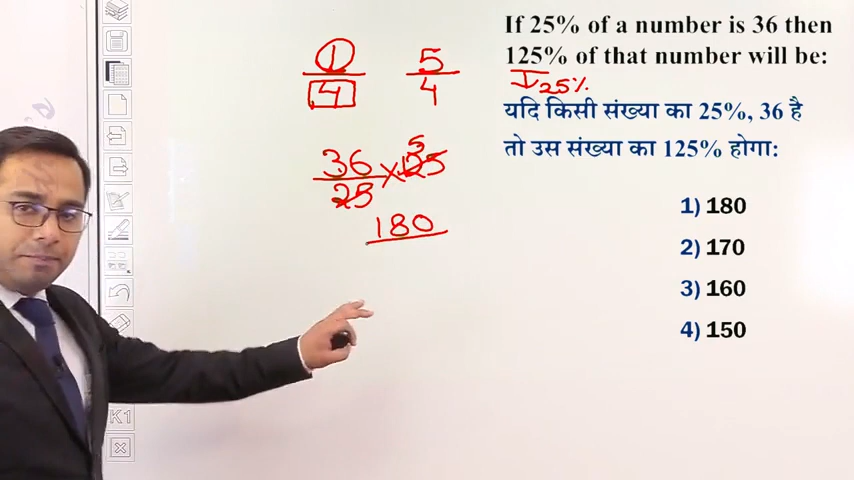 If 25% of a number is 36 then
125% of that number will be:
I25%
यदि किसी संख्या का 25%, 36 है
तो उस संख्या का 125% होगा:
1) 180
2) 170
3) 160
4) 150
1 5
4 4
5
36 × 125
25
180
K1